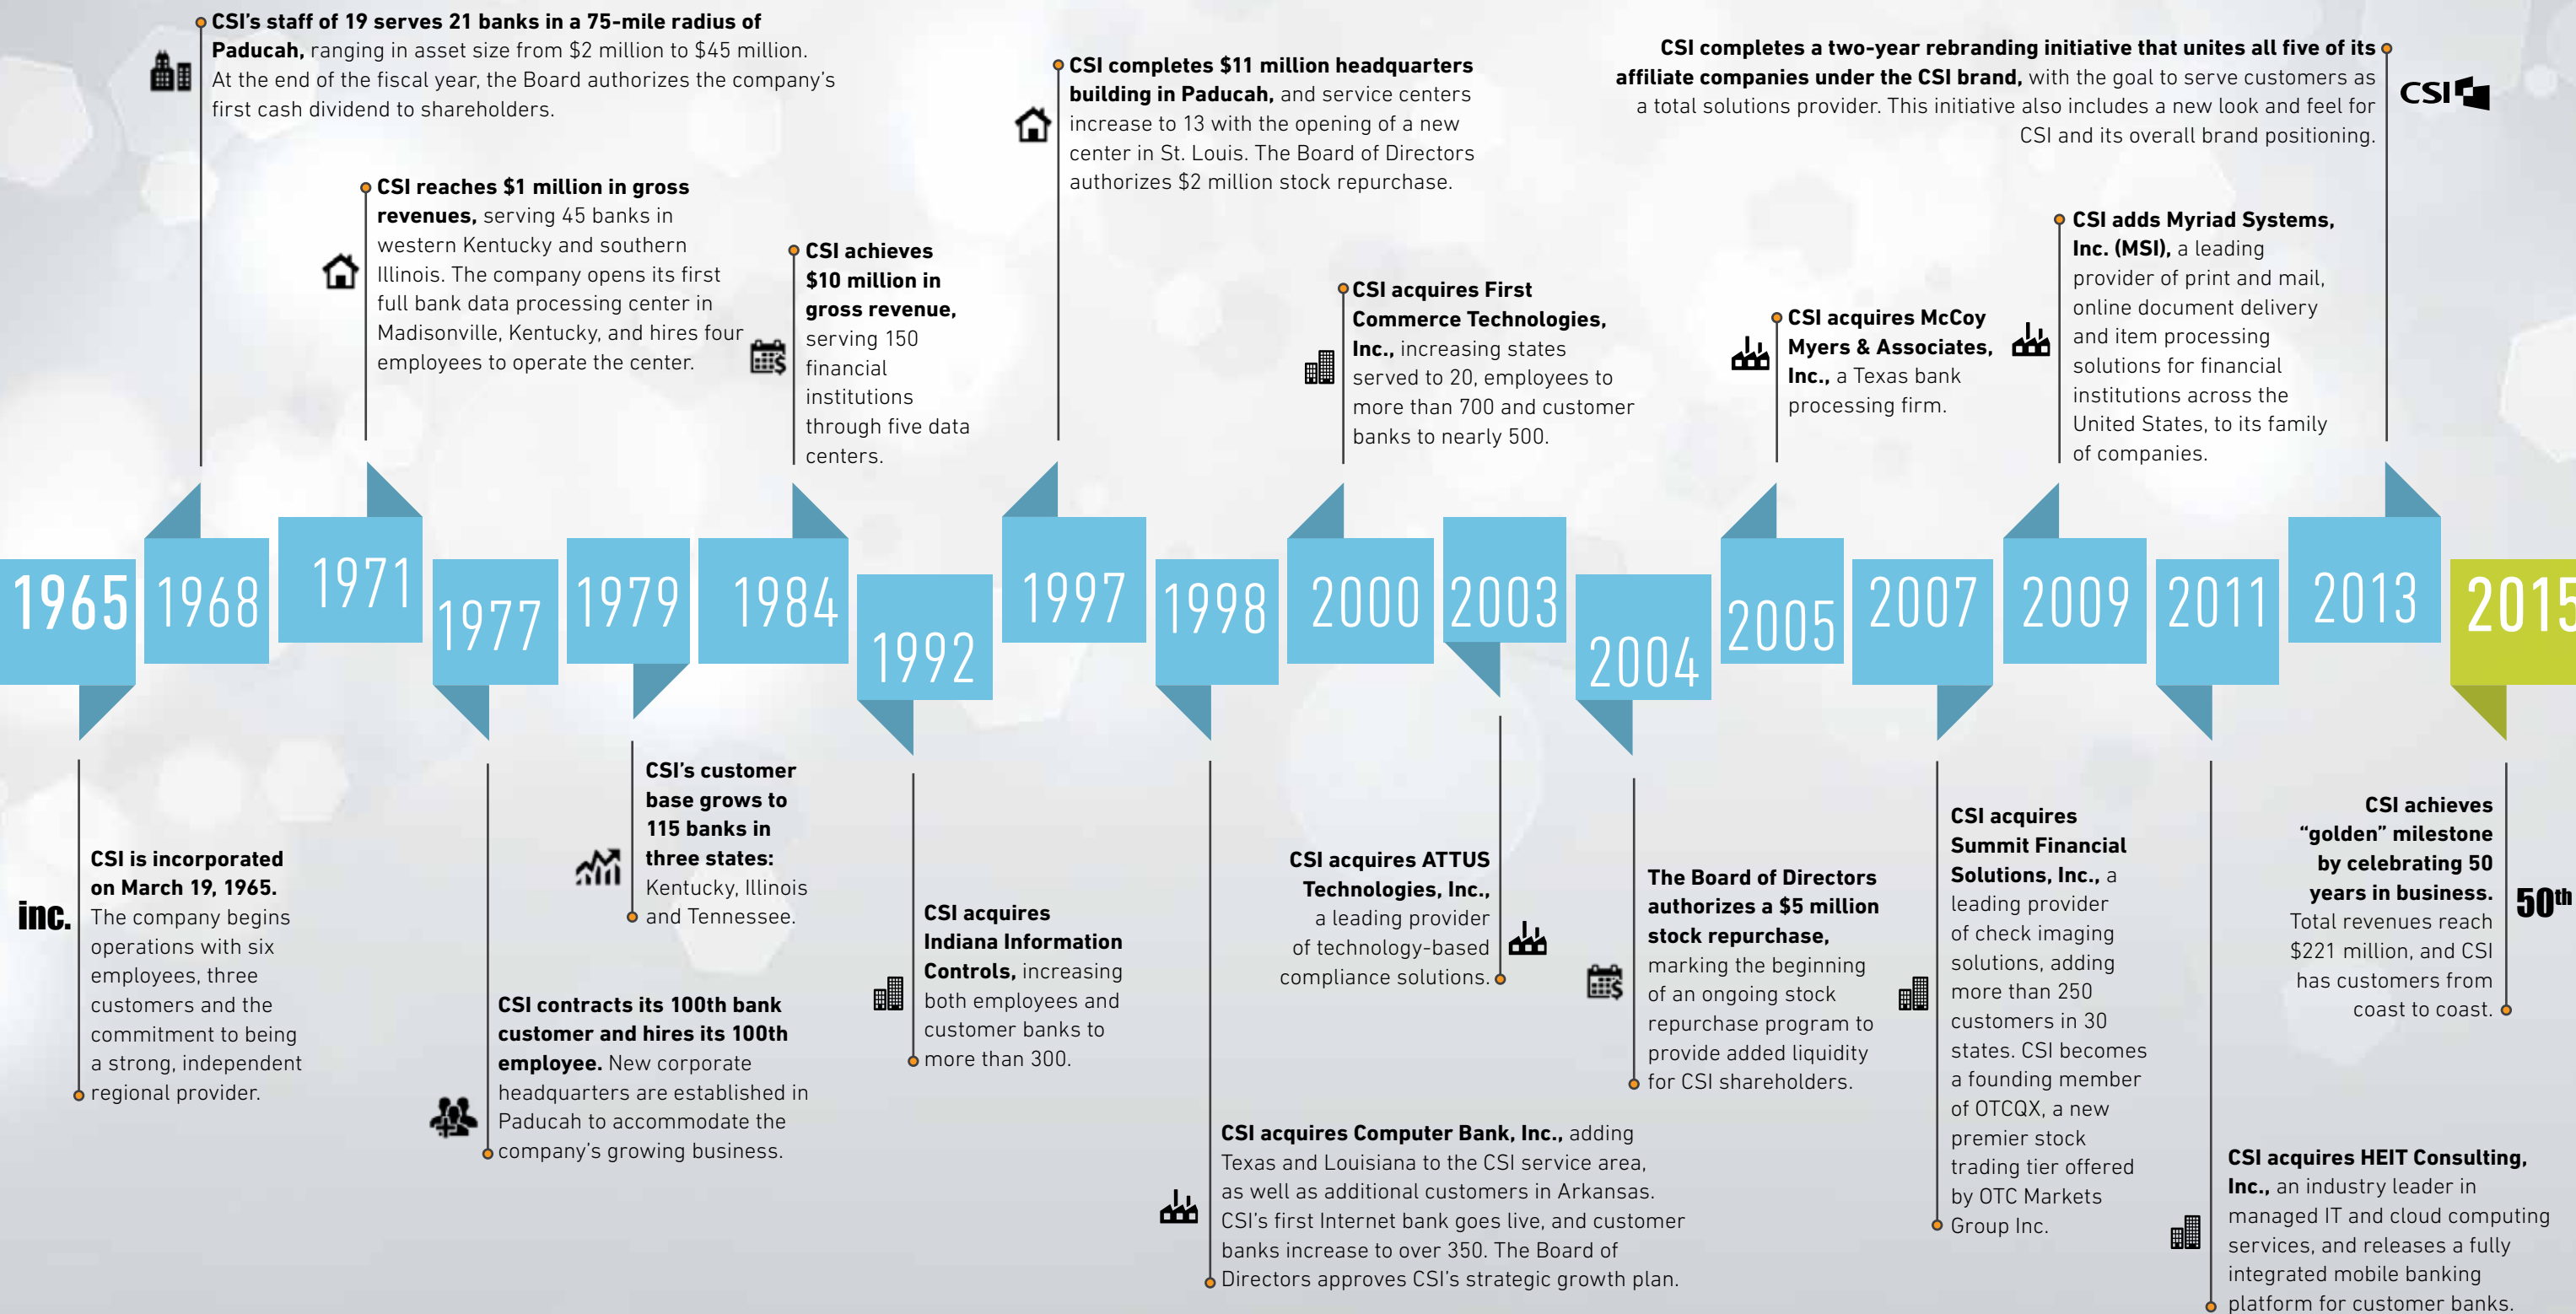 CSI's staff of 19 serves 21 banks in a 75-mile radius of
Paducah, ranging in asset size from $2 million to $45 million.
At the end of the fiscal year, the Board authorizes the company's
first cash dividend to shareholders.
CSI reaches $1 million in gross
revenues, serving 45 banks in
western Kentucky and southern
Illinois. The company opens its first
full bank data processing center in
Madisonville, Kentucky, and hires four
employees to operate the center.
CSI achieves
$10 million in
gross revenue,
serving 150
financial
institutions
through five data
centers.
CSI completes $11 million headquarters
building in Paducah, and service centers
increase to 13 with the opening of a new
center in St. Louis. The Board of Directors
authorizes $2 million stock repurchase.
CSI acquires First
Commerce Technologies,
Inc., increasing states
served to 20, employees to
more than 700 and customer
banks to nearly 500.
CSI acquires McCoy
Myers & Associates,
Inc., a Texas bank
processing firm.
CSI adds Myriad Systems,
Inc. (MSI), a leading
provider of print and mail,
online document delivery
and item processing
solutions for financial
institutions across the
United States, to its family
of companies.
CSI completes a two-year rebranding initiative that unites all five of its
affiliate companies under the CSI brand, with the goal to serve customers as
a total solutions provider. This initiative also includes a new look and feel for
CSI and its overall brand positioning.
CSI
1965
1968
1971
1977
1979
1984
1992
1997
1998
2000
2003
2004
2005
2007
2009
2011
2013
2015
inc.
CSI is incorporated
on March 19, 1965.
The company begins
operations with six
employees, three
customers and the
commitment to being
a strong, independent
regional provider.
CSI contracts its 100th bank
customer and hires its 100th
employee. New corporate
headquarters are established in
Paducah to accommodate the
company's growing business.
CSI's customer
base grows to
115 banks in
three states:
Kentucky, Illinois
and Tennessee.
CSI acquires
Indiana Information
Controls, increasing
both employees and
customer banks to
more than 300.
CSI acquires Computer Bank, Inc., adding
Texas and Louisiana to the CSI service area,
as well as additional customers in Arkansas.
CSI's first Internet bank goes live, and customer
banks increase to over 350. The Board of
Directors approves CSI's strategic growth plan.
CSI acquires ATTUS
Technologies, Inc.,
a leading provider
of technology-based
compliance solutions.
The Board of Directors
authorizes a $5 million
stock repurchase,
marking the beginning
of an ongoing stock
repurchase program to
provide added liquidity
for CSI shareholders.
CSI acquires
Summit Financial
Solutions, Inc., a
leading provider
of check imaging
solutions, adding
more than 250
customers in 30
states. CSI becomes
a founding member
of OTCQX, a new
premier stock
trading tier offered
by OTC Markets
Group Inc.
CSI acquires HEIT Consulting,
Inc., an industry leader in
managed IT and cloud computing
services, and releases a fully
integrated mobile banking
platform for customer banks.
CSI achieves
“golden” milestone
by celebrating 50
years in business.
Total revenues reach
$221 million, and CSI
has customers from
coast to coast.
50th